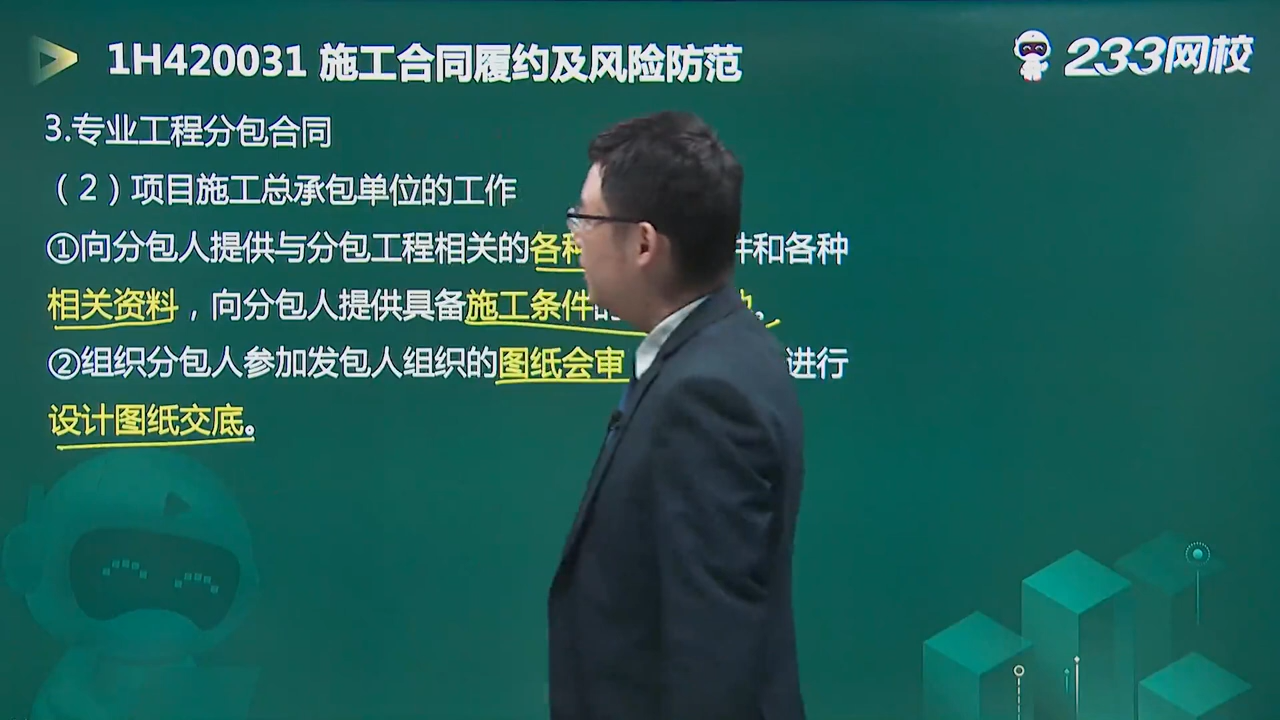 1H420031 施工合同履约及风险防范
233网校
3.专业工程分包合同
（2）项目施工总承包单位的工作
①向分包人提供与分包工程相关的各种 件和各种
相关资料，向分包人提供具备施工条件的 。
②组织分包人参加发包人组织的图纸会审 进行
设计图纸交底。